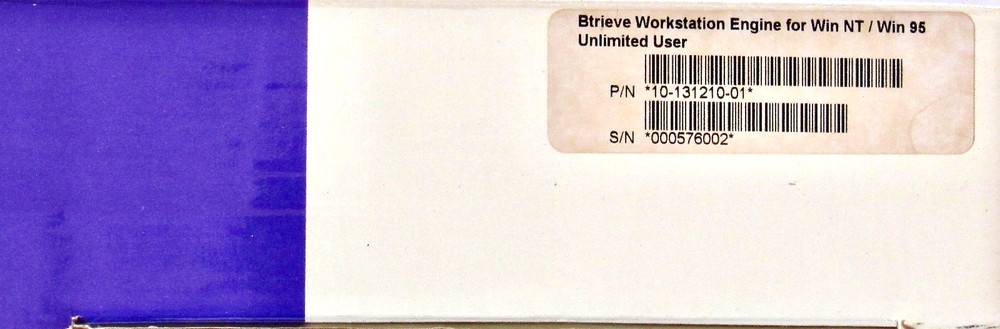 Btrieve Workstation Engine for Win NT / Win 95
Unlimited User
P/N *10-131210-01*
S/N *000576002*